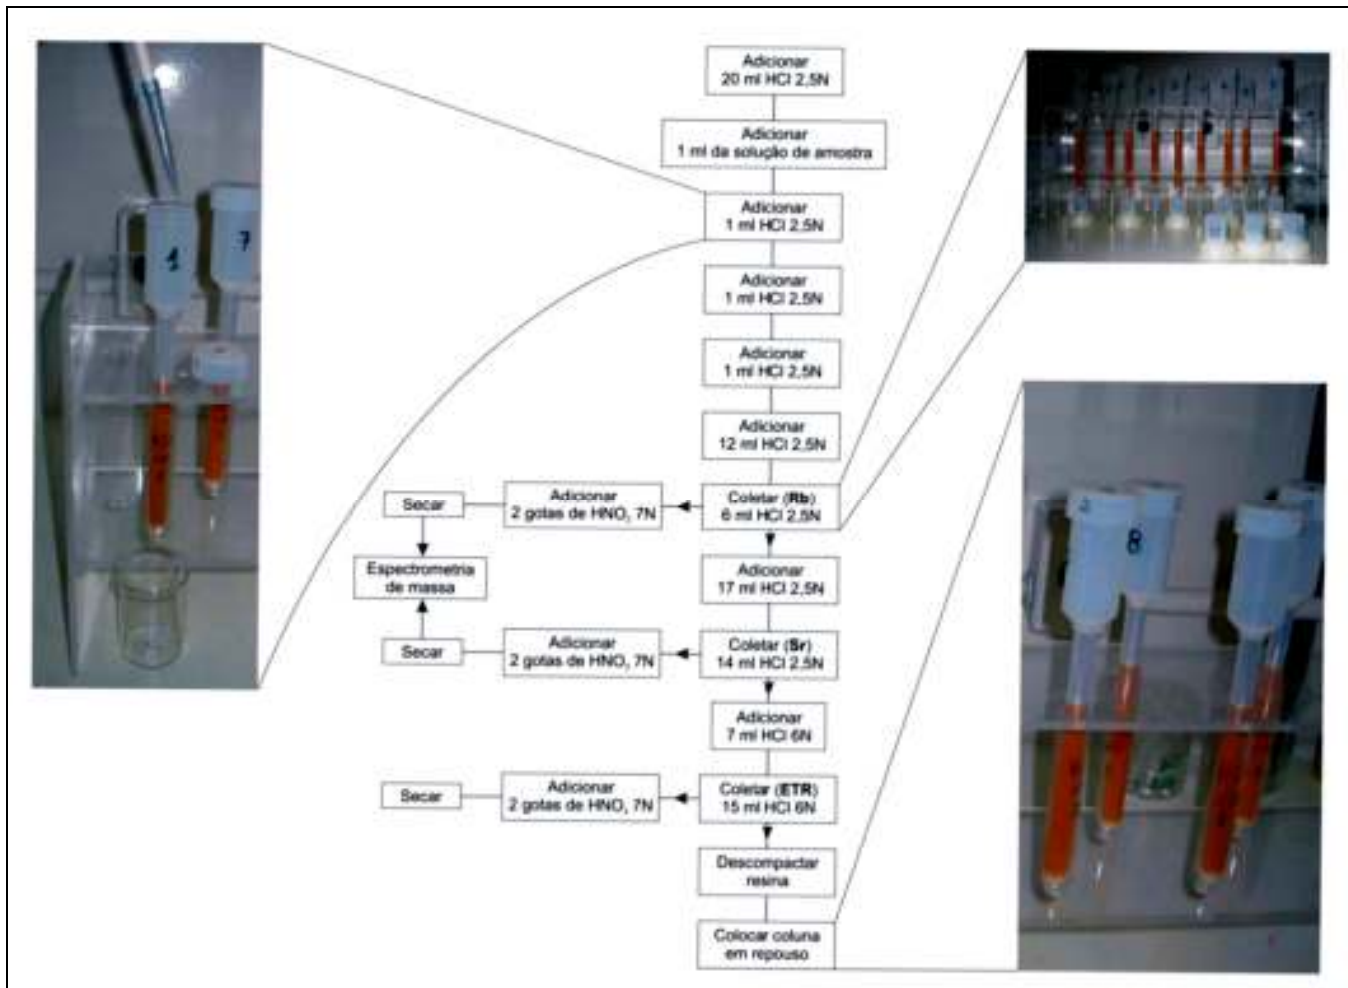 Adicionar
20 ml HCl 2,5N
Adicionar
1 ml da solução de amostra
Adicionar
1 ml HCl 2,5N
Adicionar
1 ml HCl 2,5N
Adicionar
1 ml HCl 2,5N
Adicionar
12 ml HCl 2,5N
Coletar (Rb)
6 ml HCl 2,5N
Adicionar
2 gotas de HNO, 7N
Secar
Espectrometria
de massa
Adicionar
17 ml HCl 2,5N
Coletar (Sr)
14 ml HCl 2,5N
Adicionar
2 gotas de HNO, 7N
Secar
Adicionar
7 ml HCl 6N
Coletar (ETR)
15 ml HCl 6N
Adicionar
2 gotas de HNO, 7N
Secar
Descompactar
resina
Colocar coluna
em repouso
1
7
8